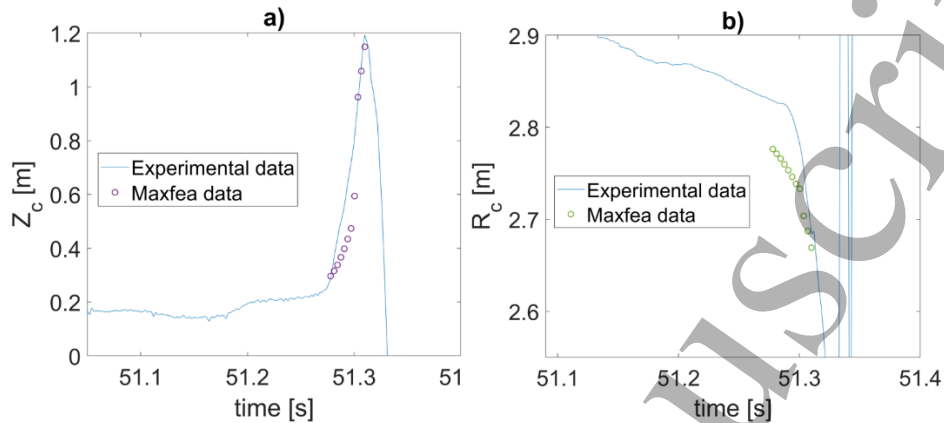 a)
1.2
1
0.8
0.6
0.4
0.2
0
Z_c [m]
Experimental data
Maxfea data
51.1
51.2
51.3
51
time [s]
b)
2.9
2.8
2.7
2.6
R_c [m]
Experimental data
Maxfea data
51.1
51.2
51.3
51.4
time [s]
uscri